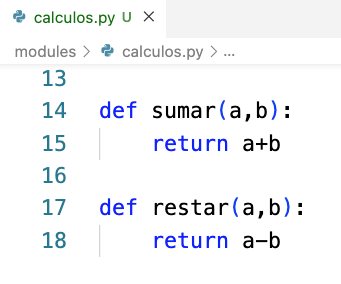 calculos.py U ×
modules > calculos.py > ...
13
14 def sumar(a,b):
15     return a+b
16
17 def restar(a,b):
18     return a-b